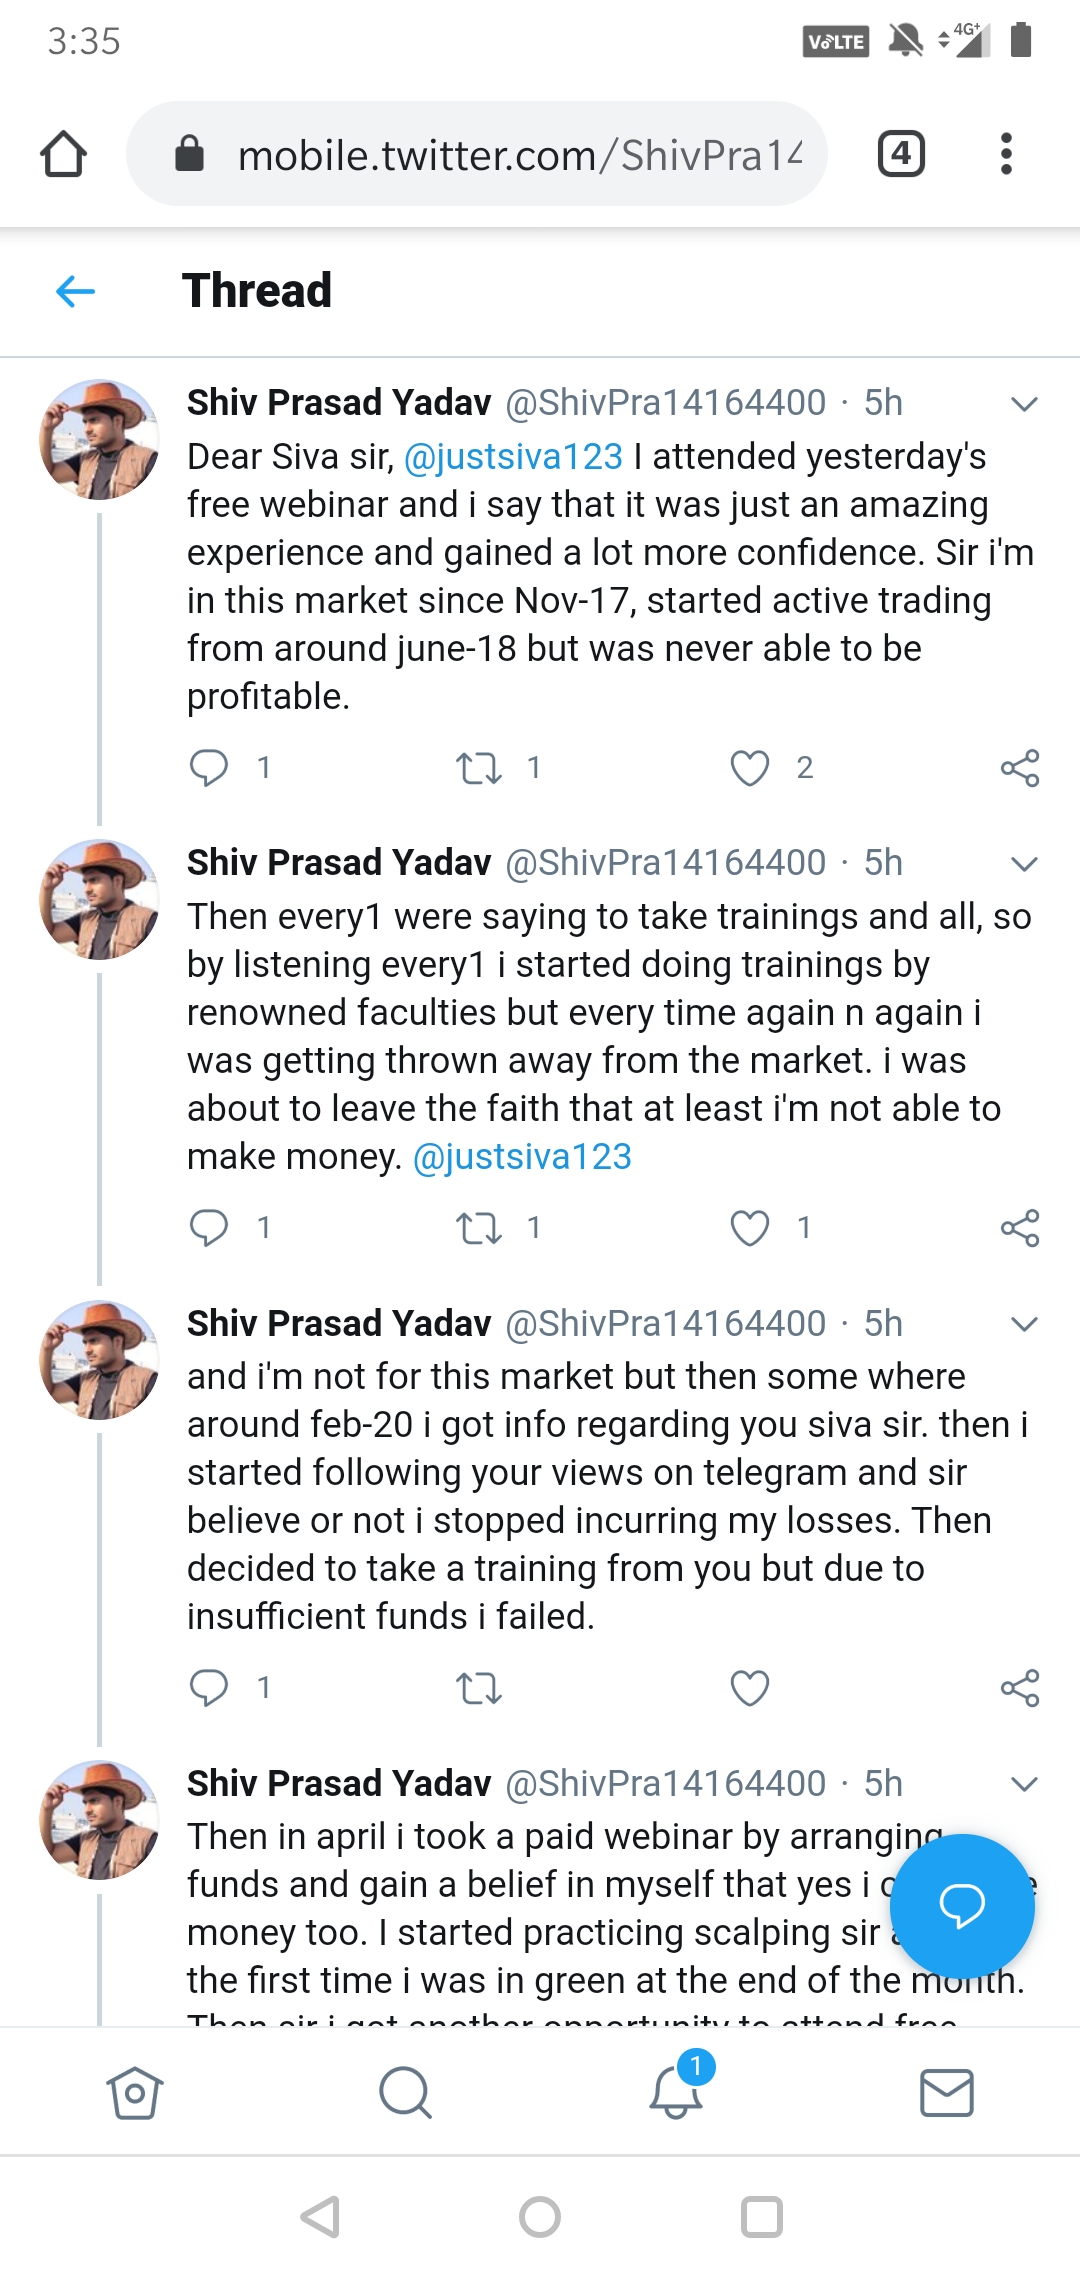 3:35
VoLTE
4G+
mobile.twitter.com/ShivPra14
4
Thread
Shiv Prasad Yadav @ShivPra14164400 · 5h
Dear Siva sir, @justsiva123 I attended yesterday's
free webinar and i say that it was just an amazing
experience and gained a lot more confidence. Sir i'm
in this market since Nov-17, started active trading
from around june-18 but was never able to be
profitable.
1 1 2
Shiv Prasad Yadav @ShivPra14164400 · 5h
Then every1 were saying to take trainings and all, so
by listening every1 i started doing trainings by
renowned faculties but every time again n again i
was getting thrown away from the market. i was
about to leave the faith that at least i'm not able to
make money. @justsiva123
1 1 1
Shiv Prasad Yadav @ShivPra14164400 · 5h
and i'm not for this market but then some where
around feb-20 i got info regarding you siva sir. then i
started following your views on telegram and sir
believe or not i stopped incurring my losses. Then
decided to take a training from you but due to
insufficient funds i failed.
1
Shiv Prasad Yadav @ShivPra14164400 · 5h
Then in april i took a paid webinar by arranging
funds and gain a belief in myself that yes i
money too. I started practicing scalping sir
the first time i was in green at the end of the month.
Then sir i got another opportunity to attend free
1